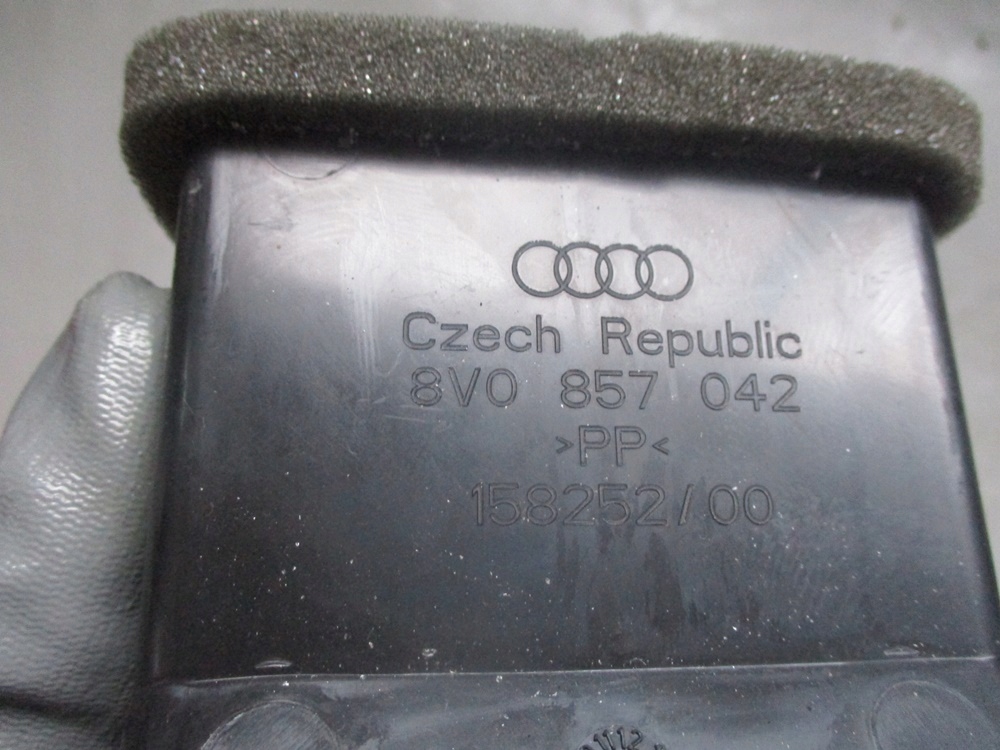 Czech Republic
8V0 857 042
>PP<
158252/00